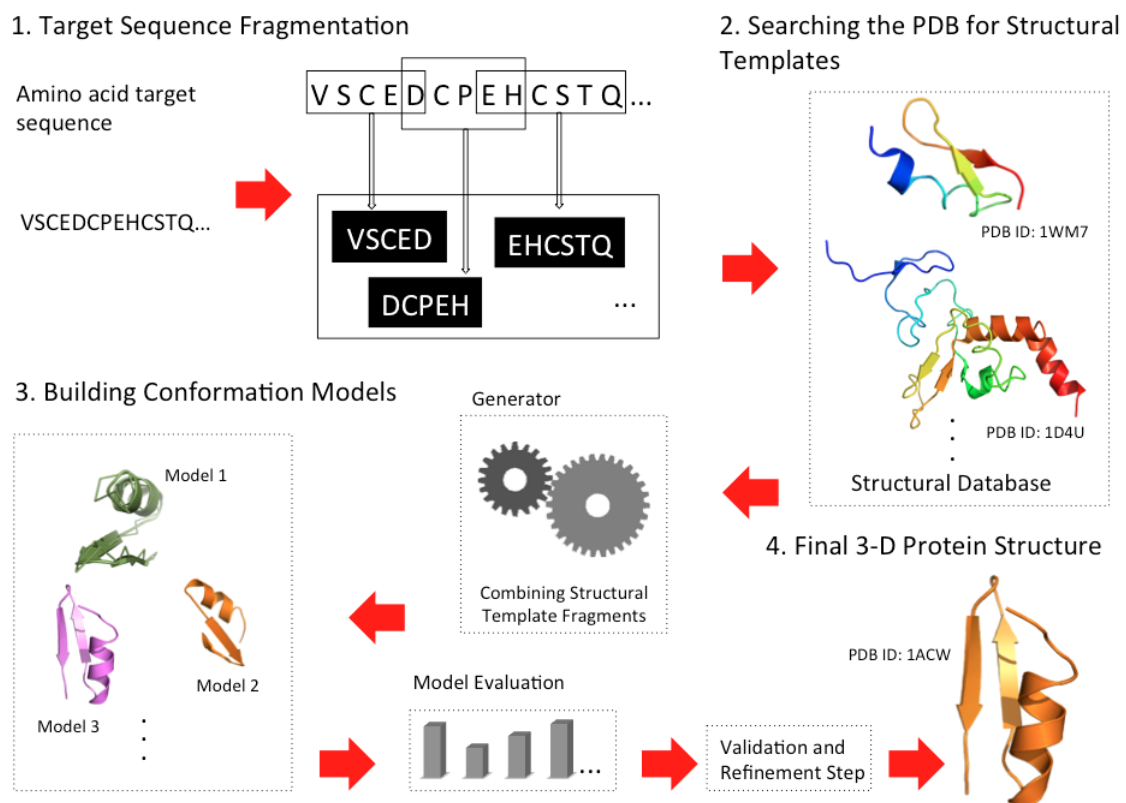 1. Target Sequence Fragmentation
Amino acid target
sequence
VSCEDCPEHCSTQ...
V S C E D C P E H C S T Q ...
VSCED
EHCSTQ
DCPEH
...
2. Searching the PDB for Structural
Templates
PDB ID: 1WM7
PDB ID: 1D4U
Structural Database
3. Building Conformation Models
Generator
Combining Structural
Template Fragments
Model 1
Model 2
Model 3
Model Evaluation
...
Validation and
Refinement Step
4. Final 3-D Protein Structure
PDB ID: 1ACW